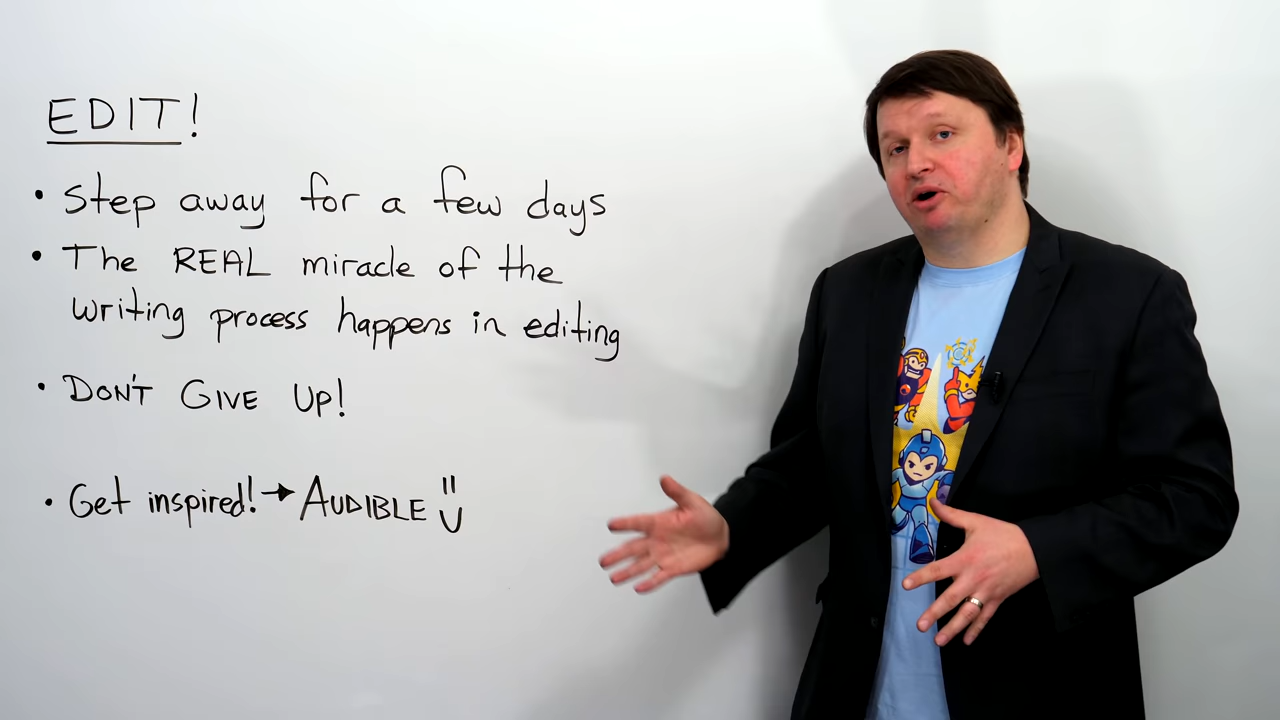 EDIT!
• Step away for a few days
• The REAL miracle of the
writing process happens in editing
• DON'T GIVE UP!
• Get inspired! → AUDIBLE